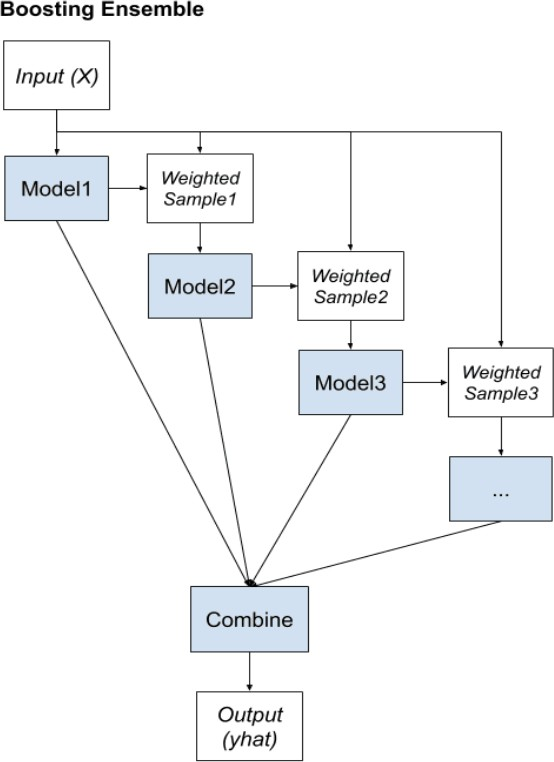 Boosting Ensemble
Input (X)
Model1
Weighted
Sample1
Model2
Weighted
Sample2
Model3
Weighted
Sample3
...
Combine
Output
(yhat)